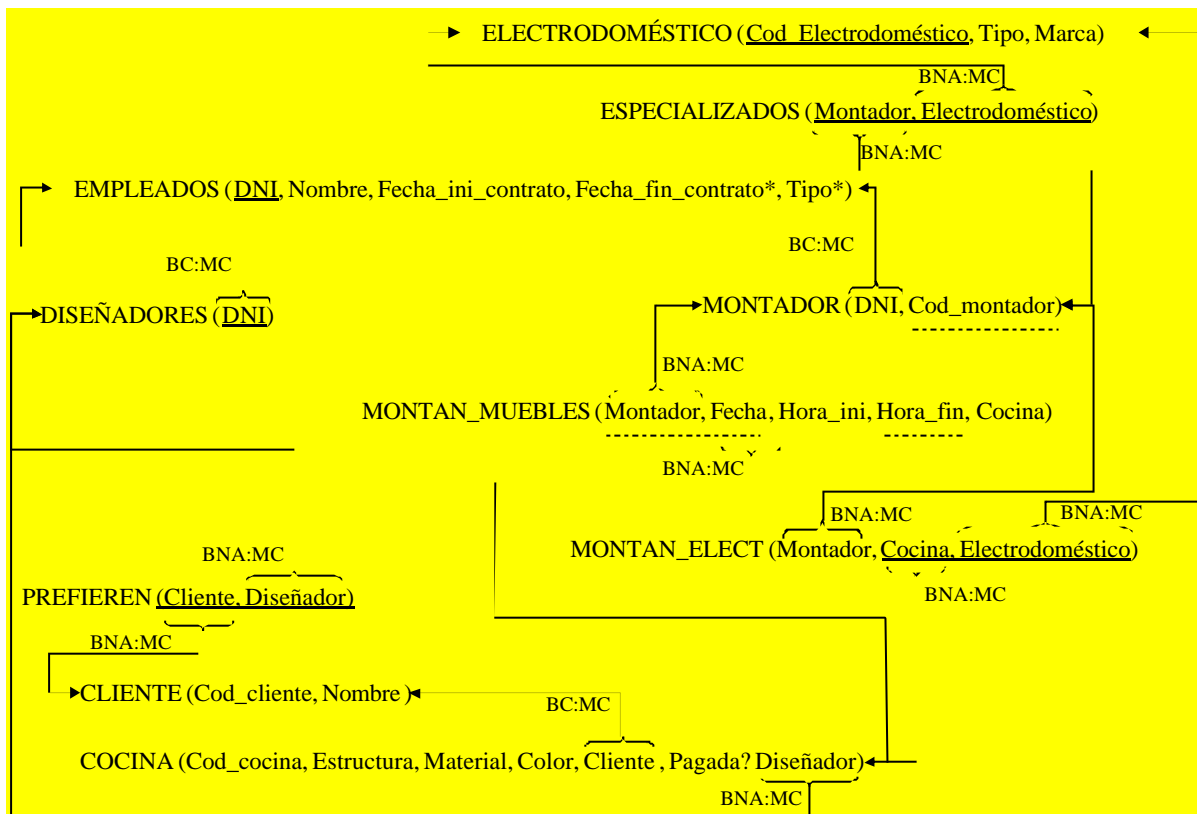 ELECTRODOMÉSTICO (Cod_Electrodoméstico, Tipo, Marca)
BNA:MC
ESPECIALIZADOS (Montador, Electrodoméstico)
BNA:MC
EMPLEADOS (DNI, Nombre, Fecha_ini_contrato, Fecha_fin_contrato*, Tipo*)
BC:MC
BC:MC
DISEÑADORES (DNI)
MONTADOR (DNI, Cod_montador)
BNA:MC
MONTAN_MUEBLES (Montador, Fecha, Hora_ini, Hora_fin, Cocina)
BNA:MC
BNA:MC
BNA:MC
MONTAN_ELECT (Montador, Cocina, Electrodoméstico)
BNA:MC
BNA:MC
PREFIEREN (Cliente, Diseñador)
BNA:MC
CLIENTE (Cod_cliente, Nombre )
BC:MC
COCINA (Cod_cocina, Estructura, Material, Color, Cliente , Pagada? Diseñador)
BNA:MC